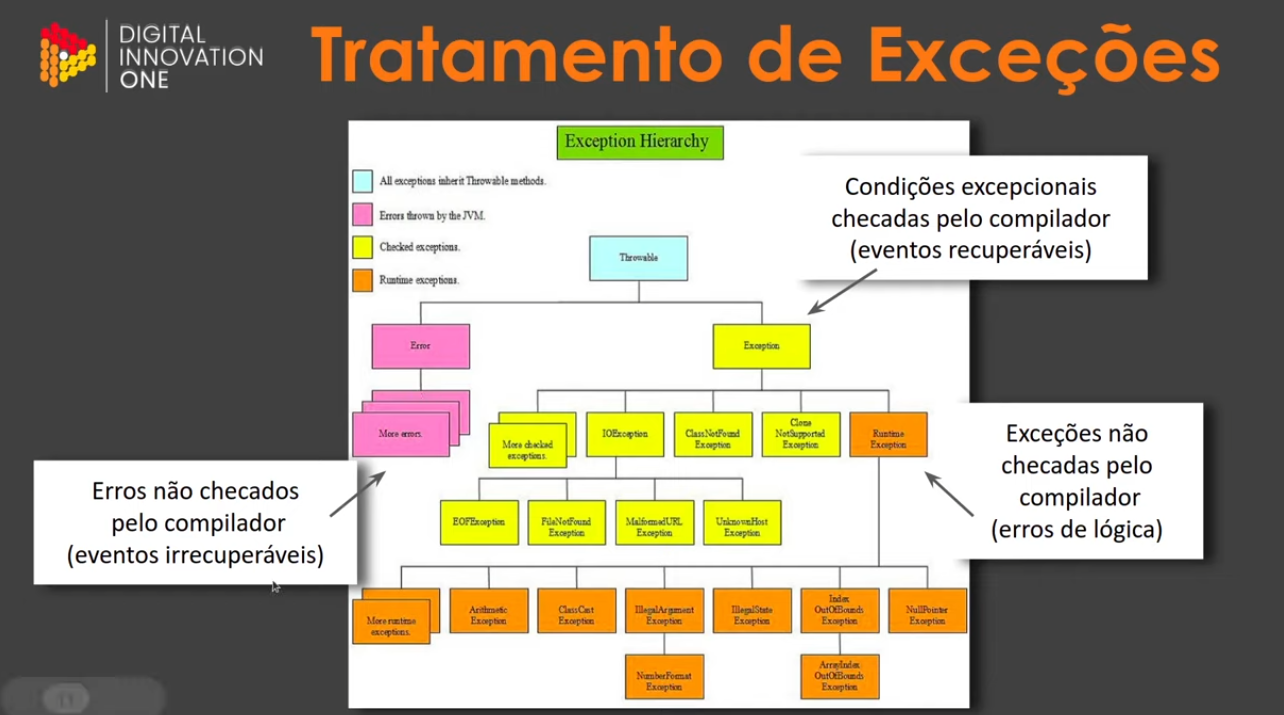 DIGITAL
INNOVATION
ONE
Tratamento de Exceções
Exception Hierarchy
All exceptions inherit Throwable methods.
Errors thrown by the JVM.
Checked exceptions.
Runtime exceptions.
Condições excepcionais
checadas pelo compilador
(eventos recuperáveis)
Throwable
Error
Exception
More errors.
More checked
exceptions.
IOException
ClassNotFound
Exception
Clone
NotSupported
Exception
Runtime
Exception
Exceções não
checadas pelo
compilador
(erros de lógica)
Erros não checados
pelo compilador
(eventos irrecuperáveis)
EOFException
FileNotFound
Exception
MalformedURL
Exception
UnknownHost
Exception
More runtime
exceptions.
Arithmetic
Exception
ClassCast
Exception
IllegalArgument
Exception
IllegalState
Exception
Index
OutOfBounds
Exception
NullPointer
Exception
NumberFormat
Exception
ArrayIndex
OutOfBounds
Exception
11